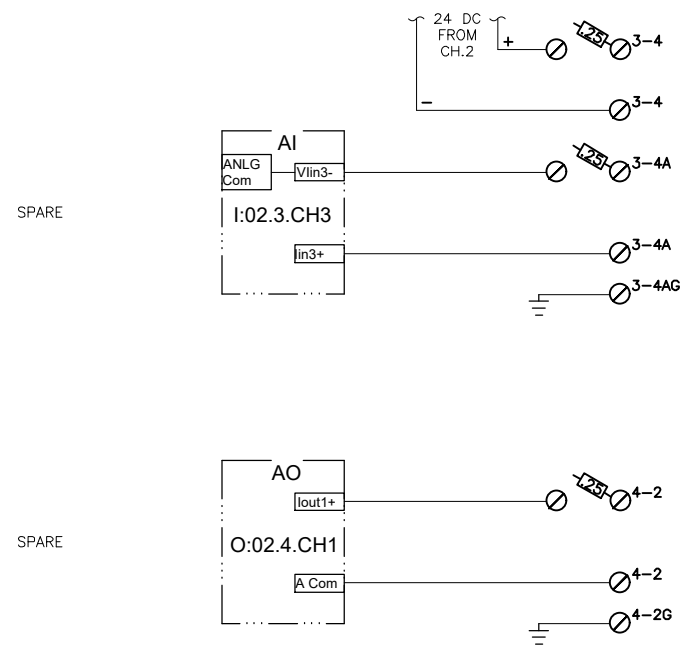 24 DC
FROM
CH.2
+
.25
3-4
-
3-4
AI
ANLG
Com
VIin3-
.25
3-4A
SPARE
I:02.3.CH3
Iin3+
3-4A
3-4AG
AO
Iout1+
.25
4-2
SPARE
O:02.4.CH1
A Com
4-2
4-2G